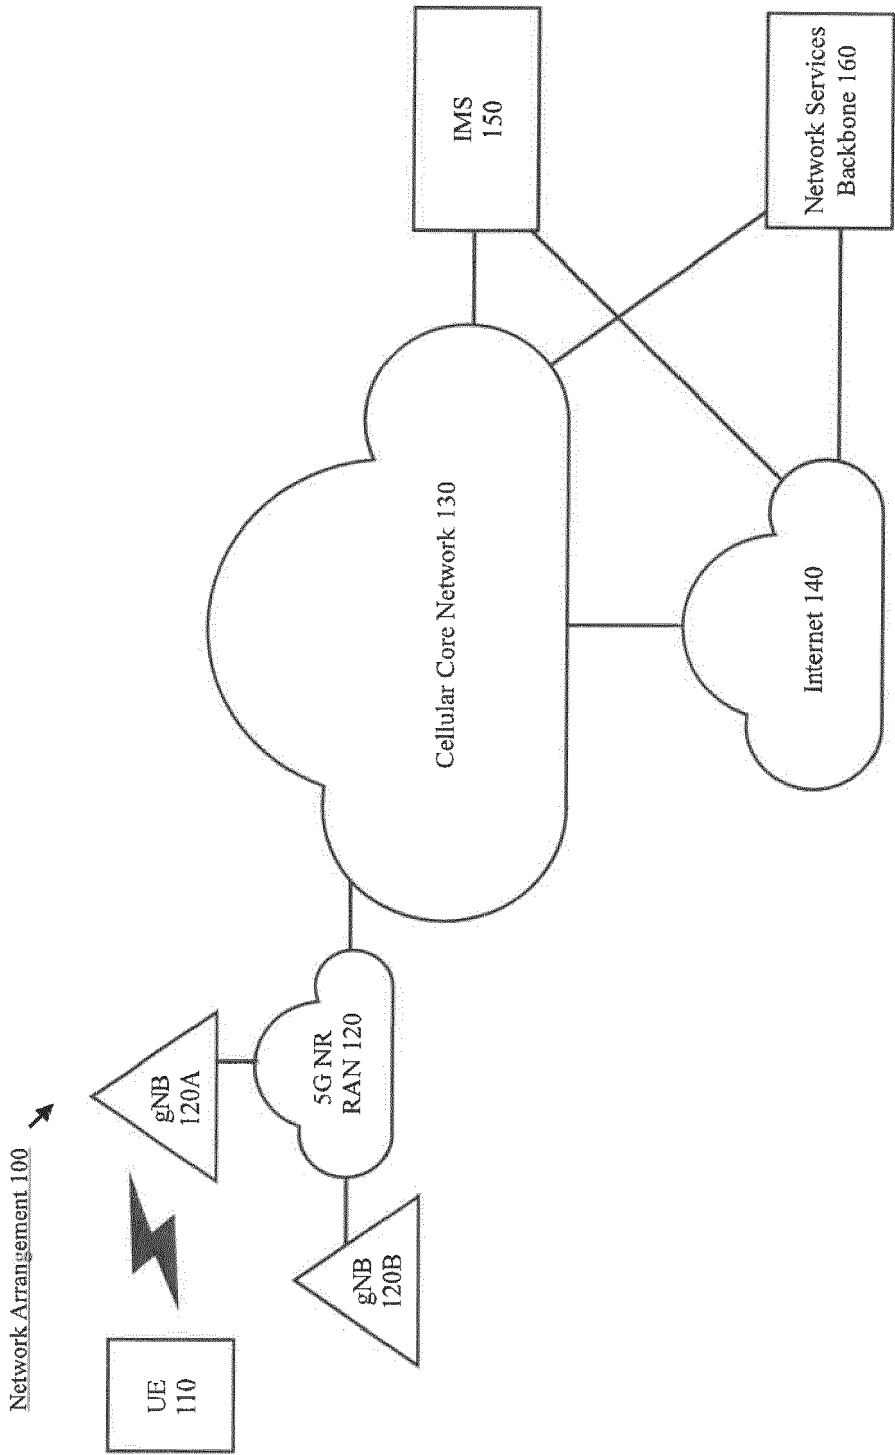 Network Arrangement 100
UE
110
gNB
120A
gNB
120B
5G NR
RAN 120
Cellular Core Network 130
Internet 140
IMS
150
Network Services
Backbone 160